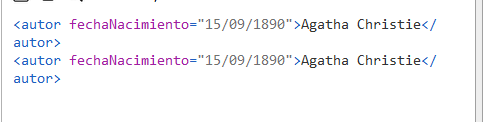 <autor fechaNacimiento="15/09/1890">Agatha Christie</
autor>
<autor fechaNacimiento="15/09/1890">Agatha Christie</
autor>